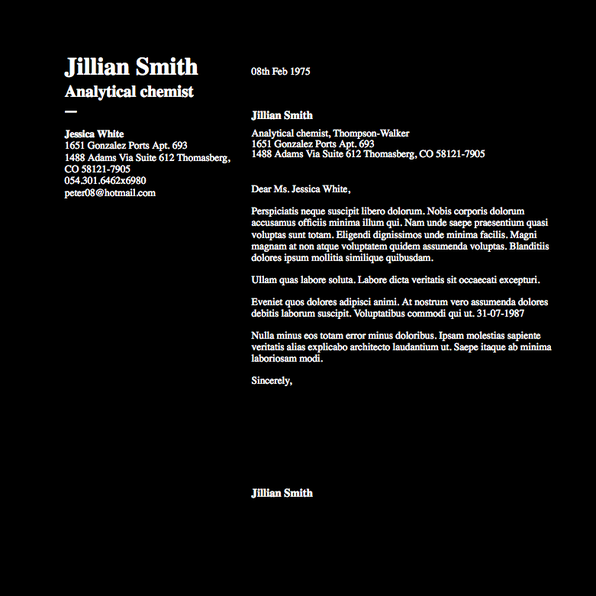 Jillian Smith
Analytical chemist
—
Jessica White
1651 Gonzalez Ports Apt. 693
1488 Adams Via Suite 612 Thomasberg,
CO 58121-7905
054.301.6462x6980
peter08@hotmail.com
08th Feb 1975
Jillian Smith
Analytical chemist, Thompson-Walker
1651 Gonzalez Ports Apt. 693
1488 Adams Via Suite 612 Thomasberg, CO 58121-7905
Dear Ms. Jessica White,
Perspiciatis neque suscipit libero dolorum. Nobis corporis dolorum
accusamus officiis minima illum qui. Nam unde saepe praesentium quasi
voluptas sunt totam. Eligendi dignissimos unde minima facilis. Magni
magnam at non atque voluptatem quidem assumenda voluptas. Blanditiis
dolores ipsum mollitia similique quibusdam.
Ullam quas labore soluta. Labore dicta veritatis sit occaecati excepturi.
Eveniet quos dolores adipisci animi. At nostrum vero assumenda dolores
debitis laborum suscipit. Voluptatibus commodi qui ut. 31-07-1987
Nulla minus eos totam error minus doloribus. Ipsam molestias sapiente
veritatis alias explicabo architecto laudantium ut. Saepe itaque ab minima
laboriosam modi.
Sincerely,
Jillian Smith